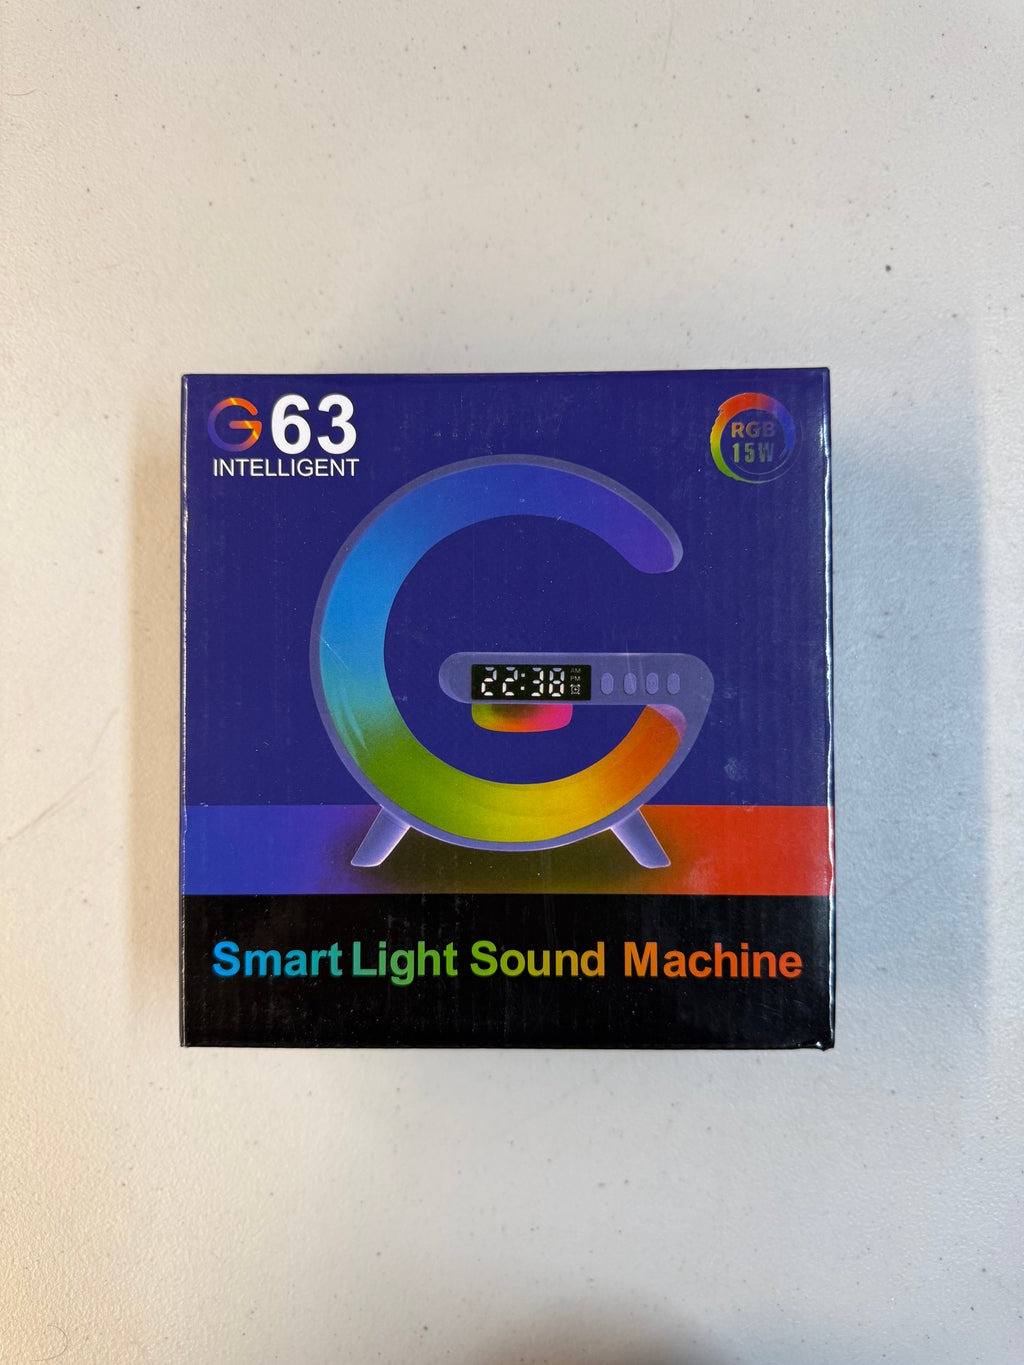 G63
INTELLIGENT
RGB
15W
22:38
AM
PM
Smart Light Sound Machine